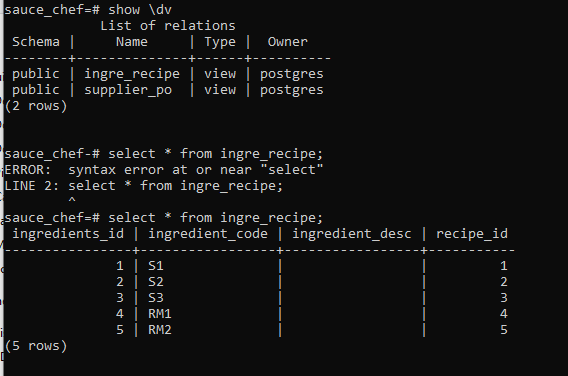 sauce_chef=# show \dv
List of relations
Schema | Name | Type | Owner
--------+--------------+------+----------
public | ingre_recipe | view | postgres
public | supplier_po | view | postgres
(2 rows)
sauce_chef-# select * from ingre_recipe;
ERROR:  syntax error at or near "select"
LINE 2: select * from ingre_recipe;
^
sauce_chef=# select * from ingre_recipe;
ingredients_id | ingredient_code | ingredient_desc | recipe_id
----------------+-----------------+-----------------+-----------
1 | S1 | | 1
2 | S2 | | 2
3 | S3 | | 3
4 | RM1 | | 4
5 | RM2 | | 5
(5 rows)